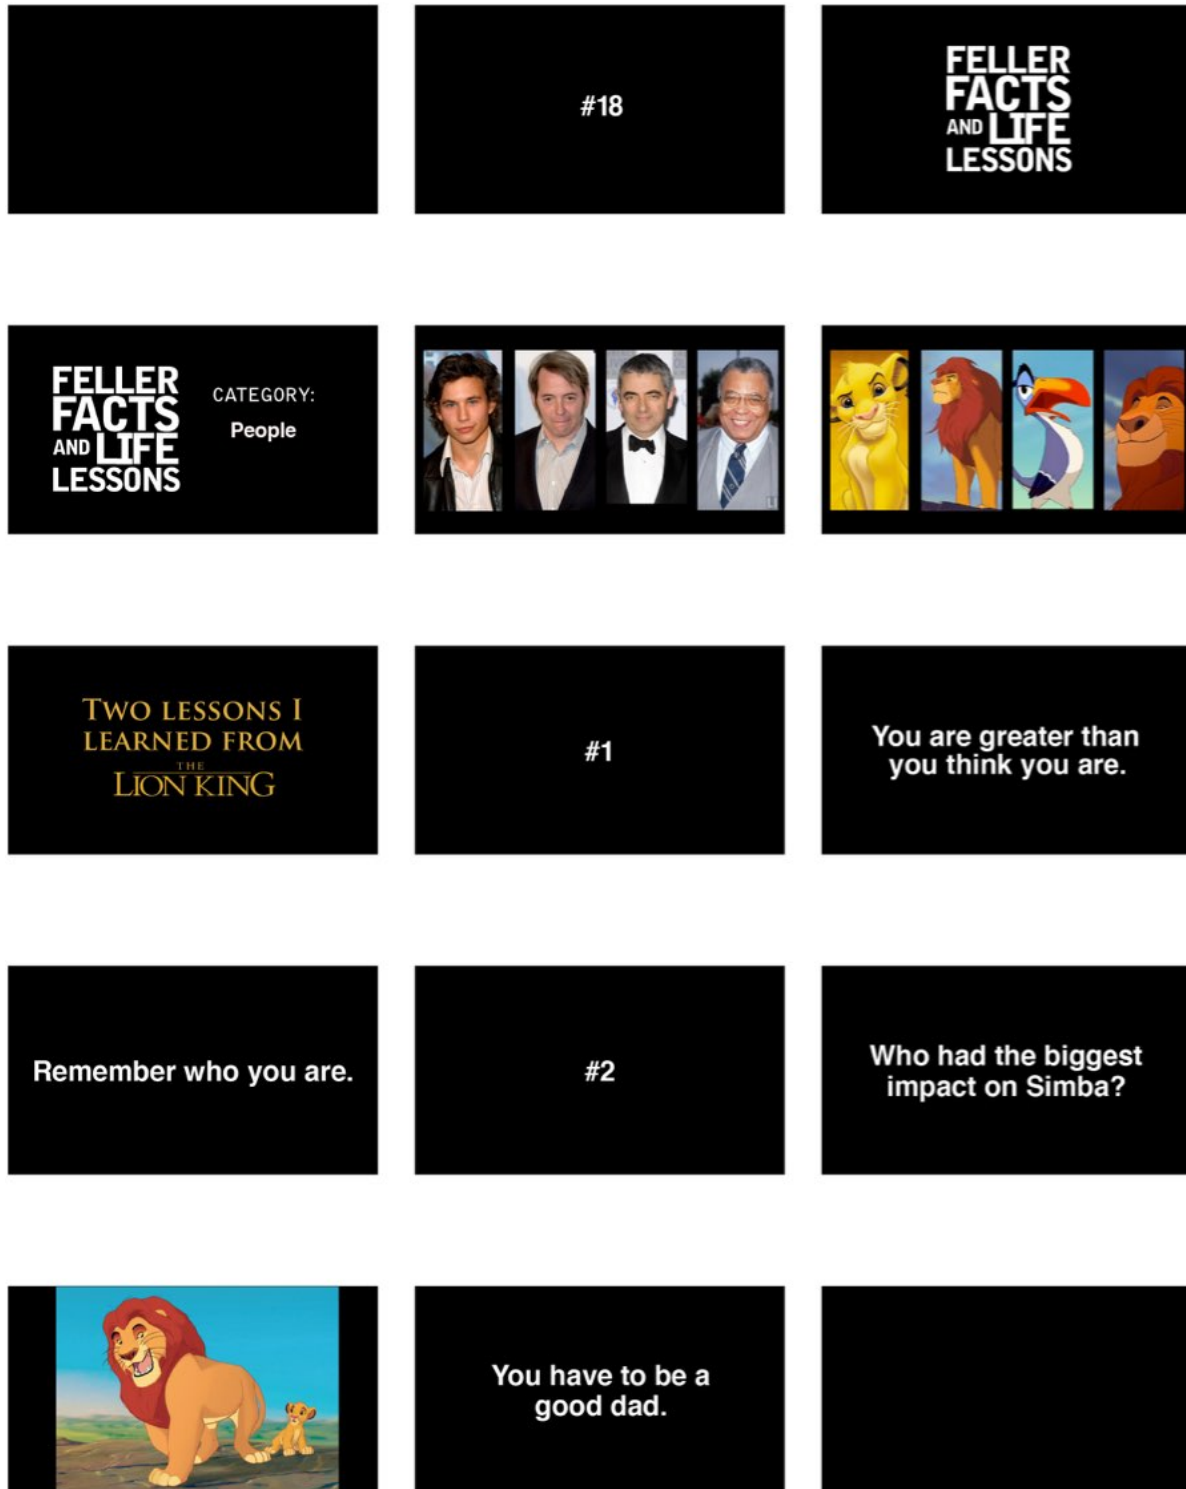 #18
FELLER
FACTS
AND LIFE
LESSONS
FELLER
FACTS
AND LIFE
LESSONS
CATEGORY:
People
TWO LESSONS I
LEARNED FROM
THE
LION KING
#1
You are greater than
you think you are.
Remember who you are.
#2
Who had the biggest
impact on Simba?
You have to be a
good dad.